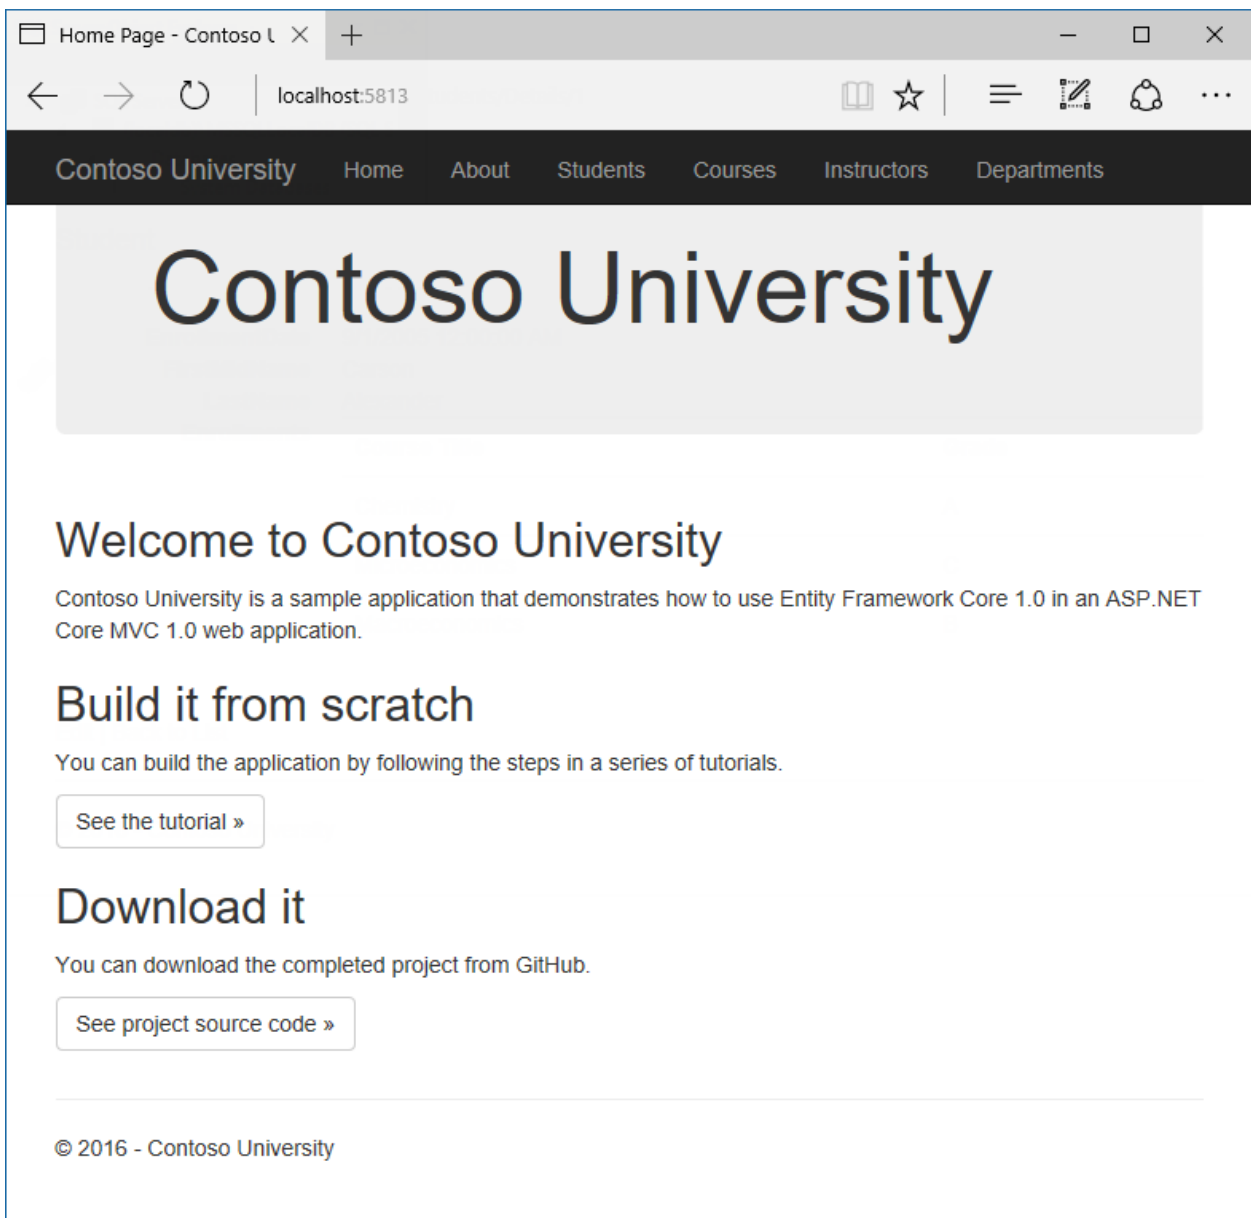 Home Page - Contoso U
localhost:5813
Contoso University Home About Students Courses Instructors Departments
Contoso University
Welcome to Contoso University
Contoso University is a sample application that demonstrates how to use Entity Framework Core 1.0 in an ASP.NET
Core MVC 1.0 web application.
Build it from scratch
You can build the application by following the steps in a series of tutorials.
See the tutorial »
Download it
You can download the completed project from GitHub.
See project source code »
© 2016 - Contoso University